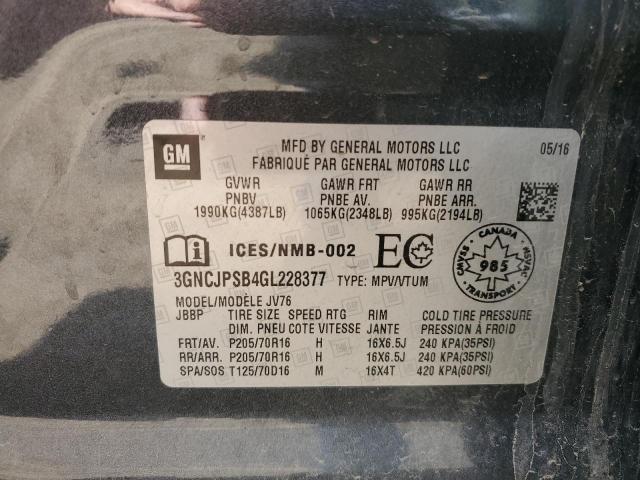 GM
MFD BY GENERAL MOTORS LLC
05/16
FABRIQUÉ PAR GENERAL MOTORS LLC
GVWR GAWR FRT GAWR RR
PNBV PNBE AV. PNBE ARR.
1990KG(4387LB) 1065KG(2348LB) 995KG(2194LB)
ICES/NMB-002 EC
CANADA
CMVSS NSVAC
985
TRANSPORT
3GNCJPSB4GL228377 TYPE: MPV/VTUM
MODEL/MODÈLE JV76
JBBP TIRE SIZE SPEED RTG RIM COLD TIRE PRESSURE
DIM. PNEU COTE VITESSE JANTE PRESSION À FROID
FRT/AV. P205/70R16 H 16X6.5J 240 KPA(35PSI)
RR/ARR. P205/70R16 H 16X6.5J 240 KPA(35PSI)
SPA/SOS T125/70D16 M 16X4T 420 KPA(60PSI)